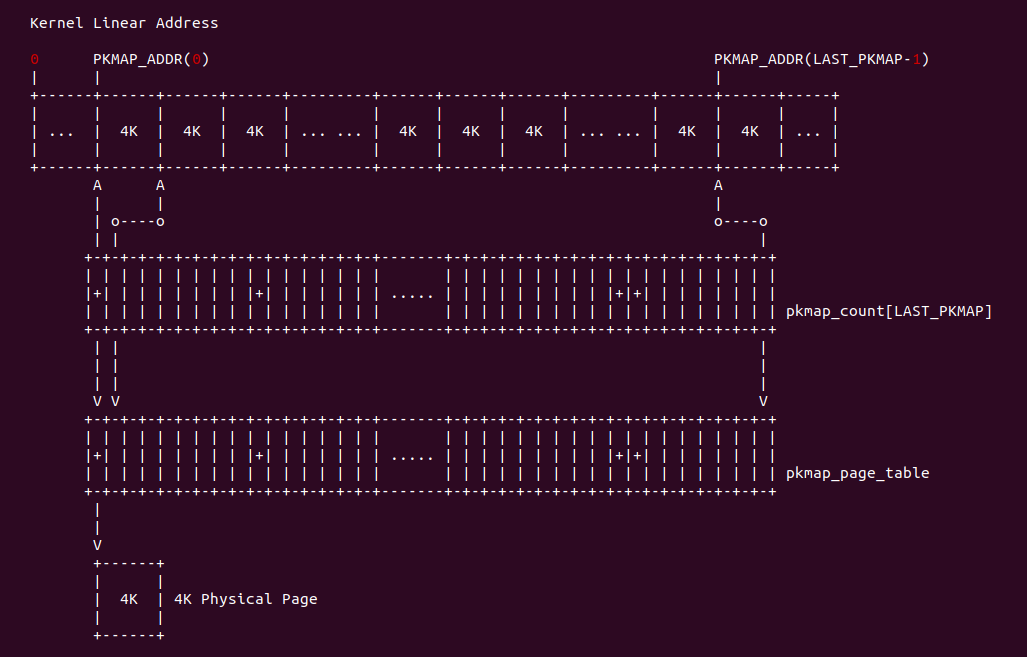 Kernel Linear Address
0 PKMAP_ADDR(0) PKMAP_ADDR(LAST_PKMAP-1)
... 4K 4K 4K ... ... 4K 4K 4K ... ... 4K 4K ...
A A A
o----o o----o
+ + ..... + + 
pkmap_count[LAST_PKMAP]
V V V
+ + ..... + +
pkmap_page_table
V
4K 4K Physical Page